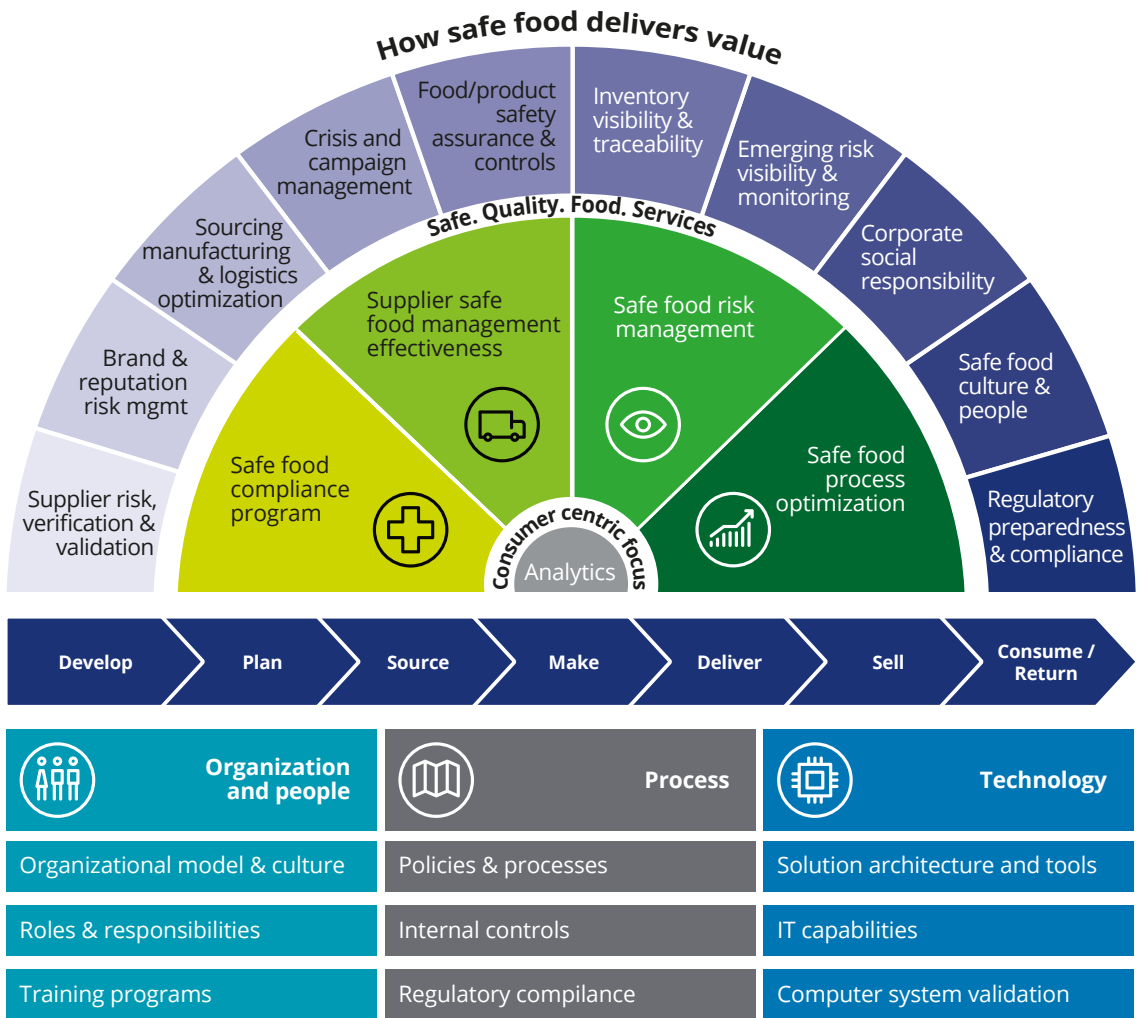 How safe food delivers value
Supplier risk,
verification &
validation
Brand &
reputation
risk mgmt
Sourcing
manufacturing
& logistics
optimization
Crisis and
campaign
management
Food/product
safety
assurance &
controls
Inventory
visibility &
traceability
Emerging risk
visibility &
monitoring
Corporate
social
responsibility
Safe food
culture &
people
Regulatory
preparedness
& compliance
Safe. Quality. Food. Services
Safe food
compliance
program
Supplier safe
food management
effectiveness
Safe food risk
management
Safe food
process
optimization
Consumer centric focus
Analytics
Develop
Plan
Source
Make
Deliver
Sell
Consume /
Return
Organization
and people
Organizational model & culture
Roles & responsibilities
Training programs
Process
Policies & processes
Internal controls
Regulatory compilance
Technology
Solution architecture and tools
IT capabilities
Computer system validation